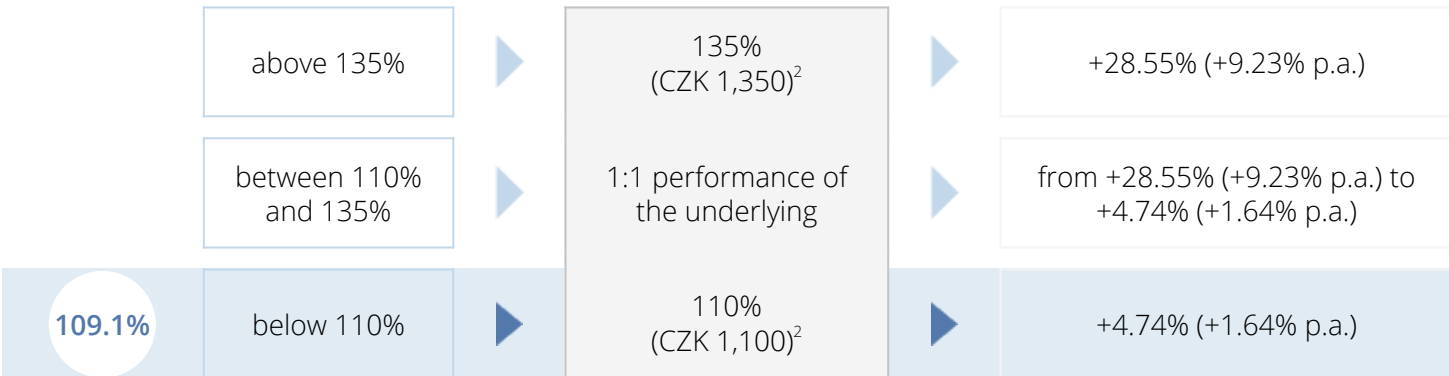 above 135%
135%
(CZK 1,350)²
+28.55% (+9.23% p.a.)
between 110%
and 135%
1:1 performance of
the underlying
from +28.55% (+9.23% p.a.) to
+4.74% (+1.64% p.a.)
109.1%
below 110%
110%
(CZK 1,100)²
+4.74% (+1.64% p.a.)